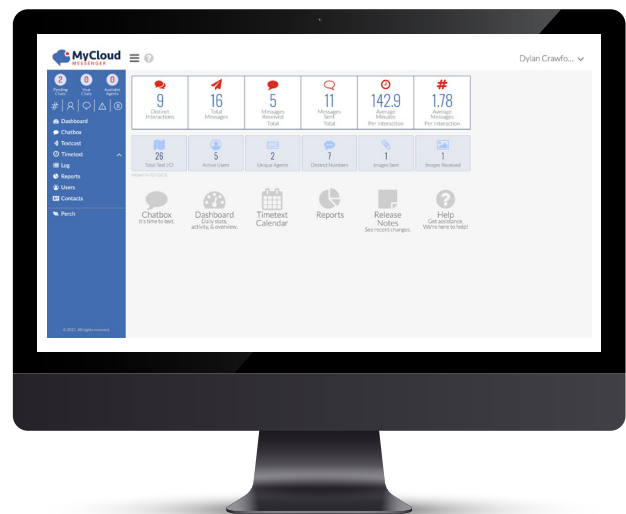 MyCloud
MESSENGER
Dylan Crawfo...
2 0 0
Pending Chats Your Chats Available Agents
Dashboard
Chatbox
Textcast
Timetext
Log
Reports
Users
Contacts
Perch
9
Distinct
Interactions
16
Total
Messages
5
Messages
Received
Total
11
Messages
Sent
Total
142.9
Average
Minutes
Per Interaction
1.78
Average
Messages
Per Interaction
26
Total Text I/O
5
Active Users
2
Unique Agents
7
Distinct Numbers
1
Images Sent
1
Images Received
MONTH-TO-DATE
Chatbox
It's time to text.
Dashboard
Daily stats,
activity, & overview.
Timetext
Calendar
Reports
Release
Notes
See recent changes.
Help
Get assistance.
We're here to help!